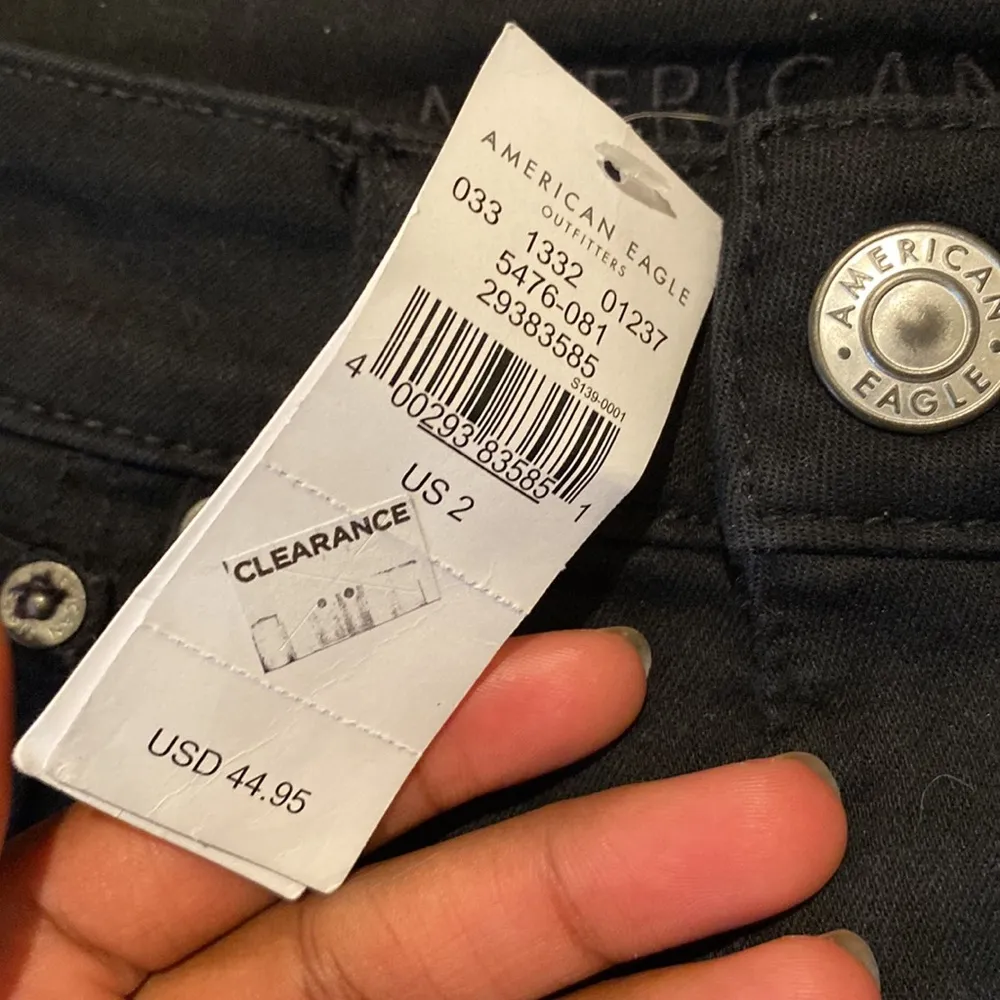 AMERICAN
AMERICAN EAGLE
OUTFITTERS
033 1332 01237
5476-081
29383585
S139-0001
4 00293 83585 1
US 2
CLEARANCE
USD 44.95
AMERICAN
EAGLE